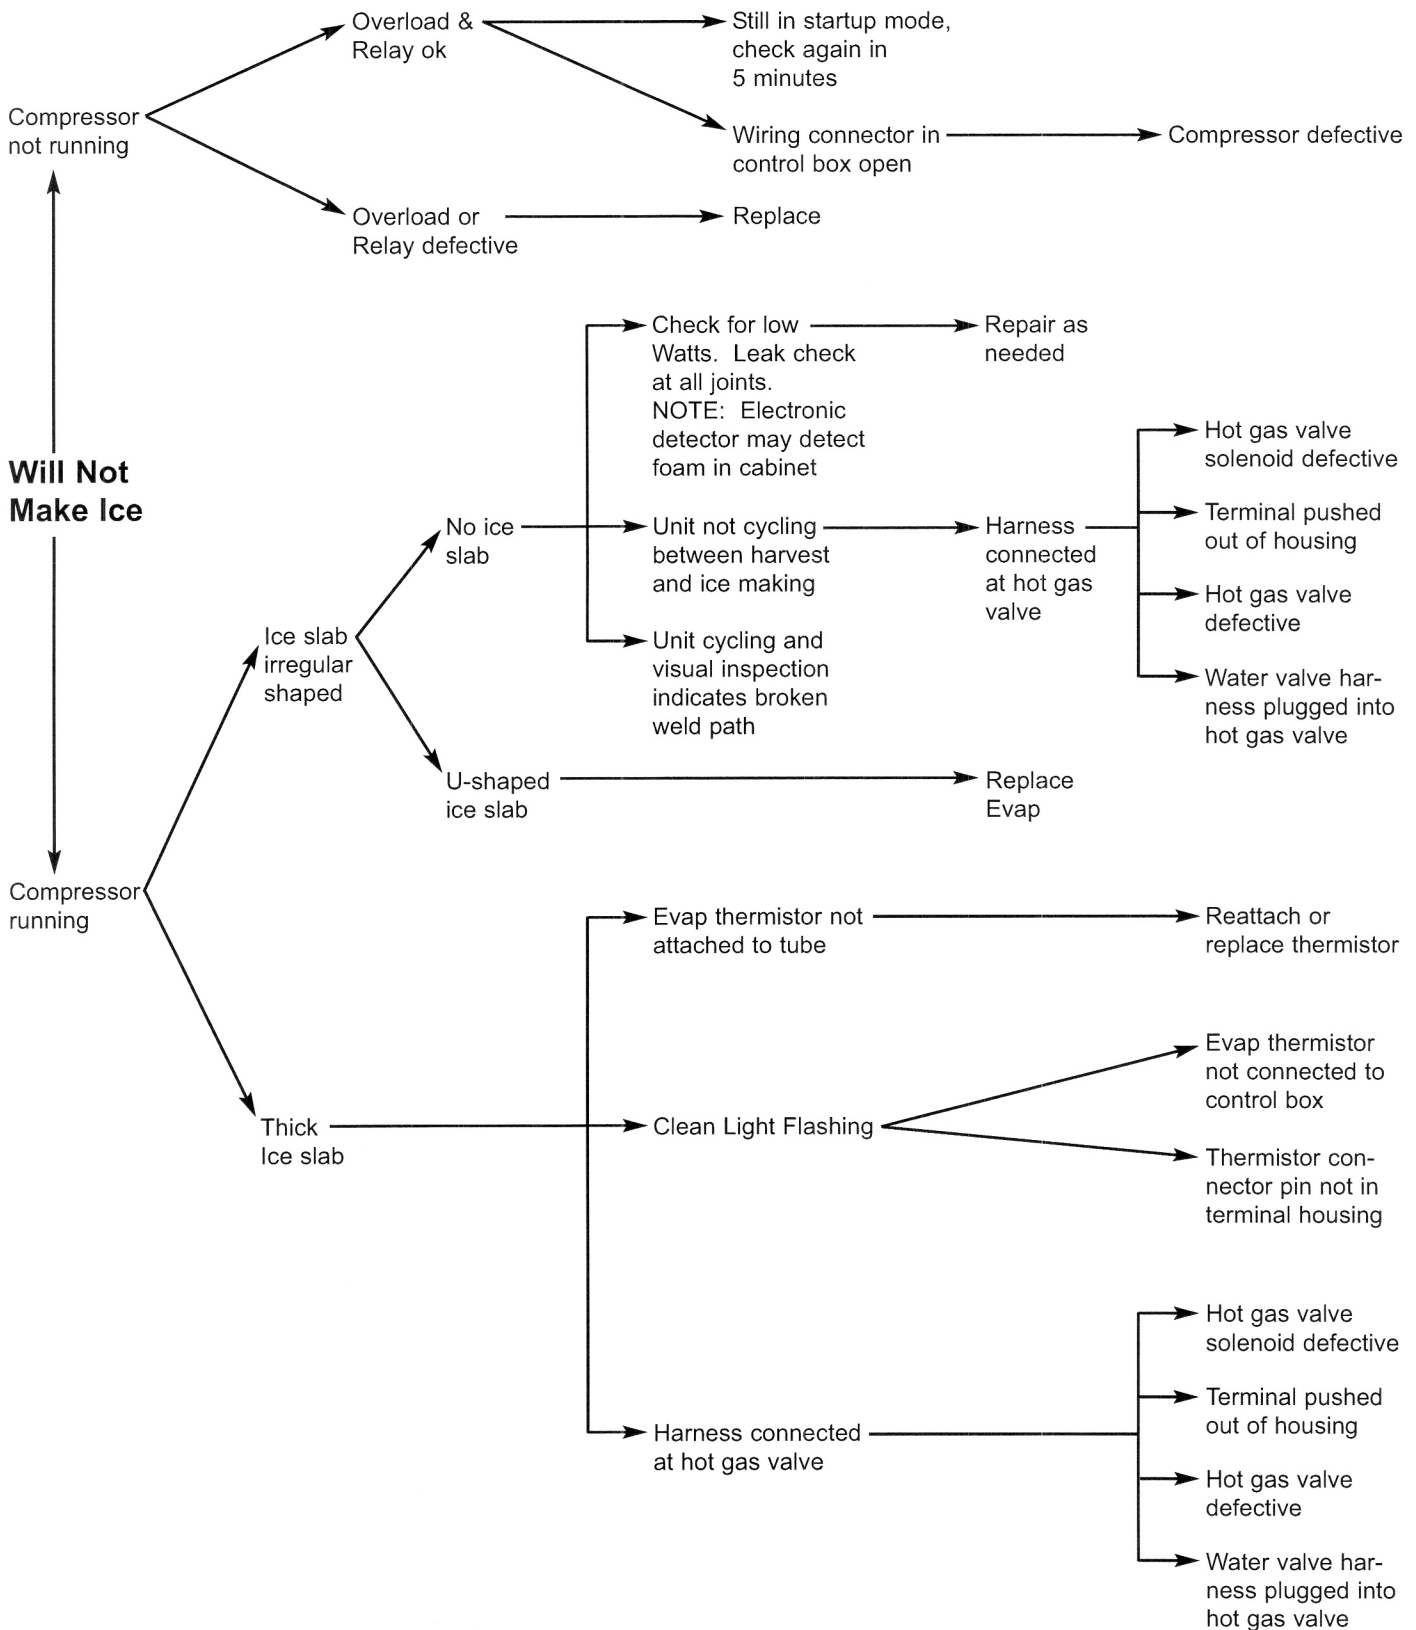 Overload &
Relay ok
Still in startup mode,
check again in
5 minutes
Compressor
not running
Wiring connector in
control box open
Compressor defective
Overload or
Relay defective
Replace
Will Not
Make Ice
Check for low
Watts.  Leak check
at all joints.
NOTE:  Electronic
detector may detect
foam in cabinet
Repair as
needed
No ice
slab
Unit not cycling
between harvest
and ice making
Harness
connected
at hot gas
valve
Hot gas valve
solenoid defective
Terminal pushed
out of housing
Hot gas valve
defective
Water valve har-
ness plugged into
hot gas valve
Ice slab
irregular
shaped
Unit cycling and
visual inspection
indicates broken
weld path
U-shaped
ice slab
Replace
Evap
Compressor
running
Evap thermistor not
attached to tube
Reattach or
replace thermistor
Thick
Ice slab
Clean Light Flashing
Evap thermistor
not connected to
control box
Thermistor con-
nector pin not in
terminal housing
Harness connected
at hot gas valve
Hot gas valve
solenoid defective
Terminal pushed
out of housing
Hot gas valve
defective
Water valve har-
ness plugged into
hot gas valve